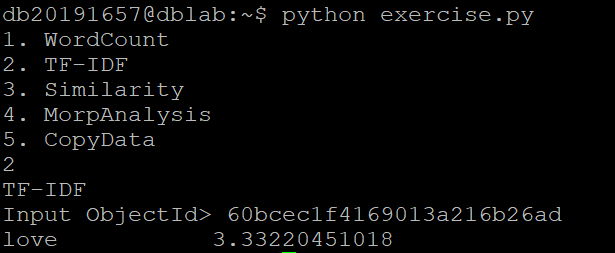 db20191657@dblab:~$ python exercise.py
1. WordCount
2. TF-IDF
3. Similarity
4. MorpAnalysis
5. CopyData
2
TF-IDF
Input ObjectId> 60bcec1f4169013a216b26ad
love           3.33220451018